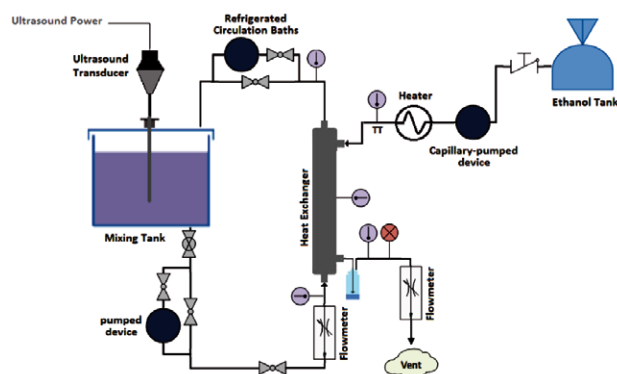 Ultrasound Power
Refrigerated
Circulation Baths
Ultrasound
Transducer
Heater
Ethanol Tank
TT
Capillary-pumped
device
Heat Exchanger
Mixing Tank
pumped
device
Flowmeter
Flowmeter
Vent